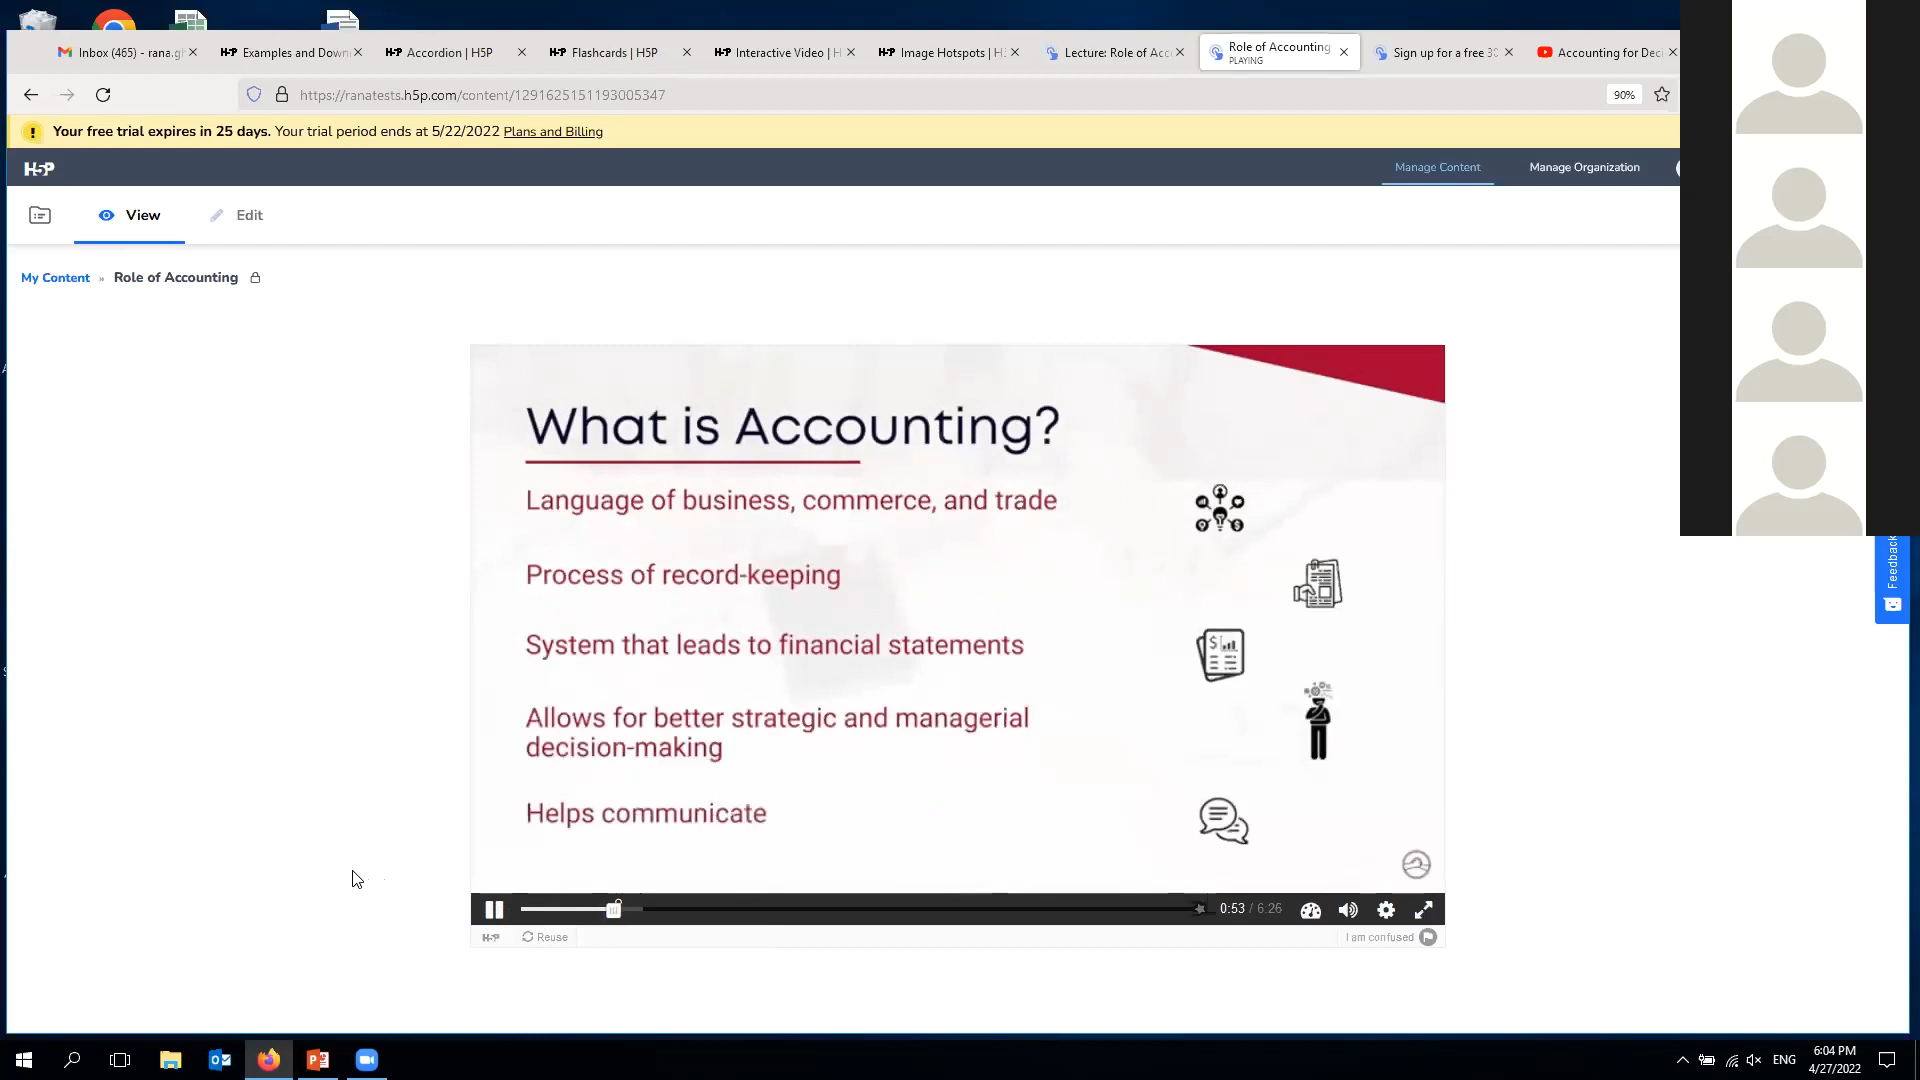 Inbox (465) - rana.g
Examples and Down
Accordion | H5P
Flashcards | H5P
Interactive Video | H
Image Hotspots | H
Lecture: Role of Acc
Role of Accounting
PLAYING
Sign up for a free 30
Accounting for Deci
https://ranatests.h5p.com/content/1291625151193005347
90%
Your free trial expires in 25 days. Your trial period ends at 5/22/2022 Plans and Billing
H5P
Manage Content
Manage Organization
View
Edit
My Content » Role of Accounting
What is Accounting?
Language of business, commerce, and trade
Process of record-keeping
System that leads to financial statements
Allows for better strategic and managerial
decision-making
Helps communicate
0:53 / 6:26
H5P
Reuse
I am confused
Feedback
ENG
6:04 PM
4/27/2022